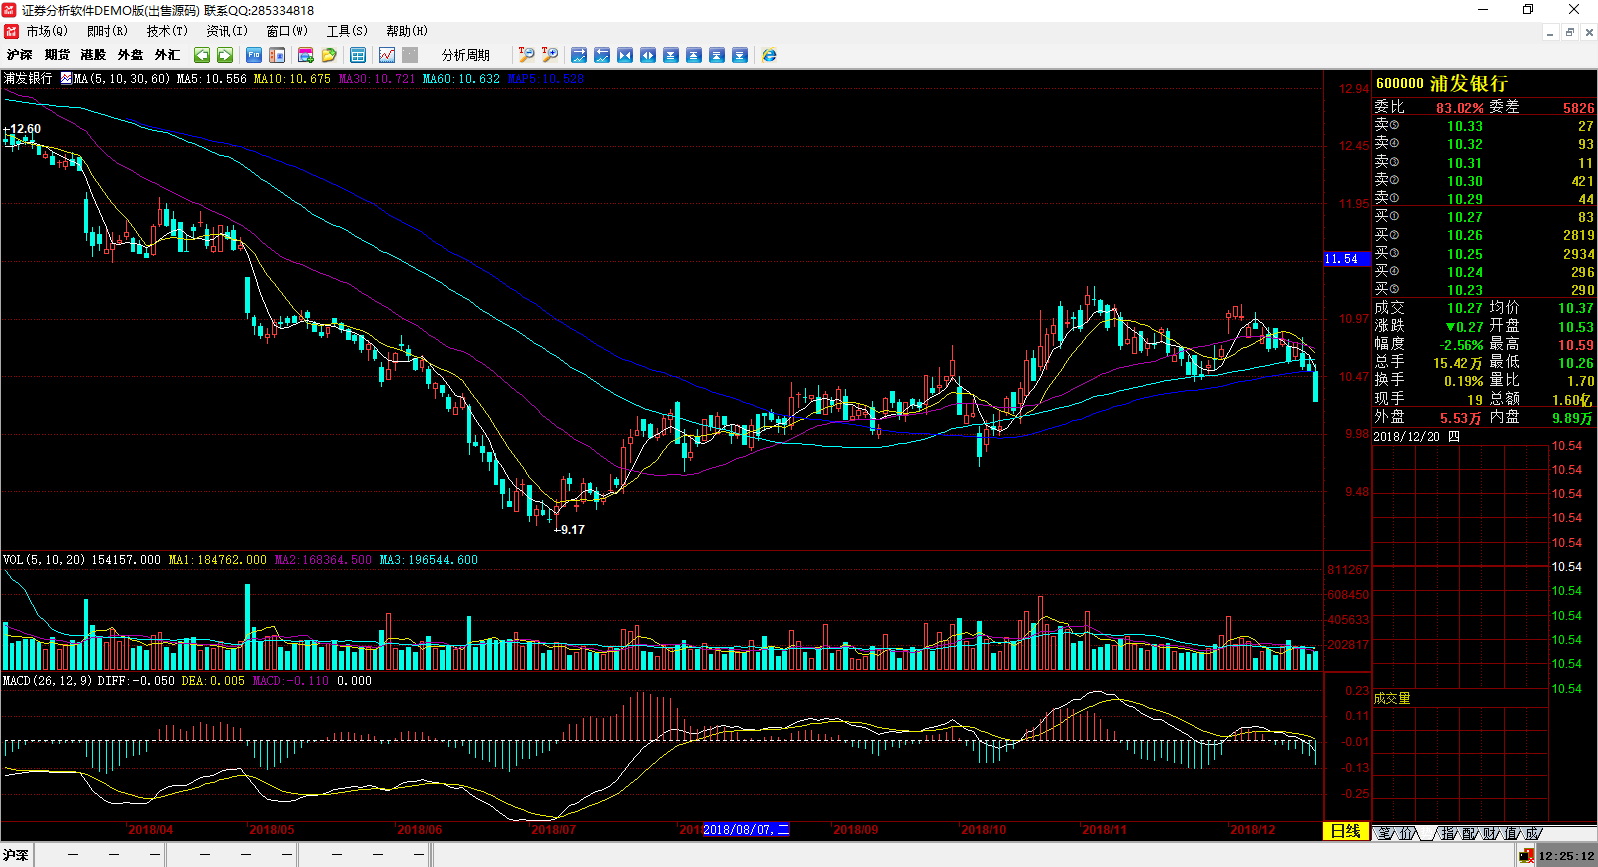 证券分析软件DEMO版(出售源码) 联系QQ:285334818
市场(Q) 即时(R) 技术(T) 资讯(I) 窗口(W) 工具(S) 帮助(H)
沪深 期货 港股 外盘 外汇 F10 分析周期
浦发银行 MA(5,10,30,60) MA5:10.556 MA10:10.675 MA30:10.721 MA60:10.632 MAP5:10.528
12.60
9.17
12.94
12.45
11.95
11.54
10.97
10.47
9.98
9.48
VOL(5,10,20) 154157.000 MA1:184762.000 MA2:168364.500 MA3:196544.600
811267
608450
405633
202817
MACD(26,12,9) DIFF:-0.050 DEA:0.005 MACD:-0.110 0.000
0.23
0.11
-0.01
-0.13
-0.25
2018/04 2018/05 2018/06 2018/07 2018/08/07,二 2018/09 2018/10 2018/11 2018/12
日线
600000 浦发银行
委比 83.02% 委差 5826
卖⑤ 10.33 27
卖④ 10.32 93
卖③ 10.31 11
卖② 10.30 421
卖① 10.29 44
买① 10.27 83
买② 10.26 2819
买③ 10.25 2934
买④ 10.24 296
买⑤ 10.23 290
成交 10.27 均价 10.37
涨跌 ▼0.27 开盘 10.53
幅度 -2.56% 最高 10.59
总手 15.42万 最低 10.26
换手 0.19% 量比 1.70
现手 19 总额 1.60亿
外盘 5.53万 内盘 9.89万
2018/12/20 四
10.54
10.54
10.54
10.54
10.54
10.54
10.54
10.54
10.54
10.54
10.54
成交量
笔 价 指 配 财 值 成
沪深 — — — — — — — — —
12:25:12